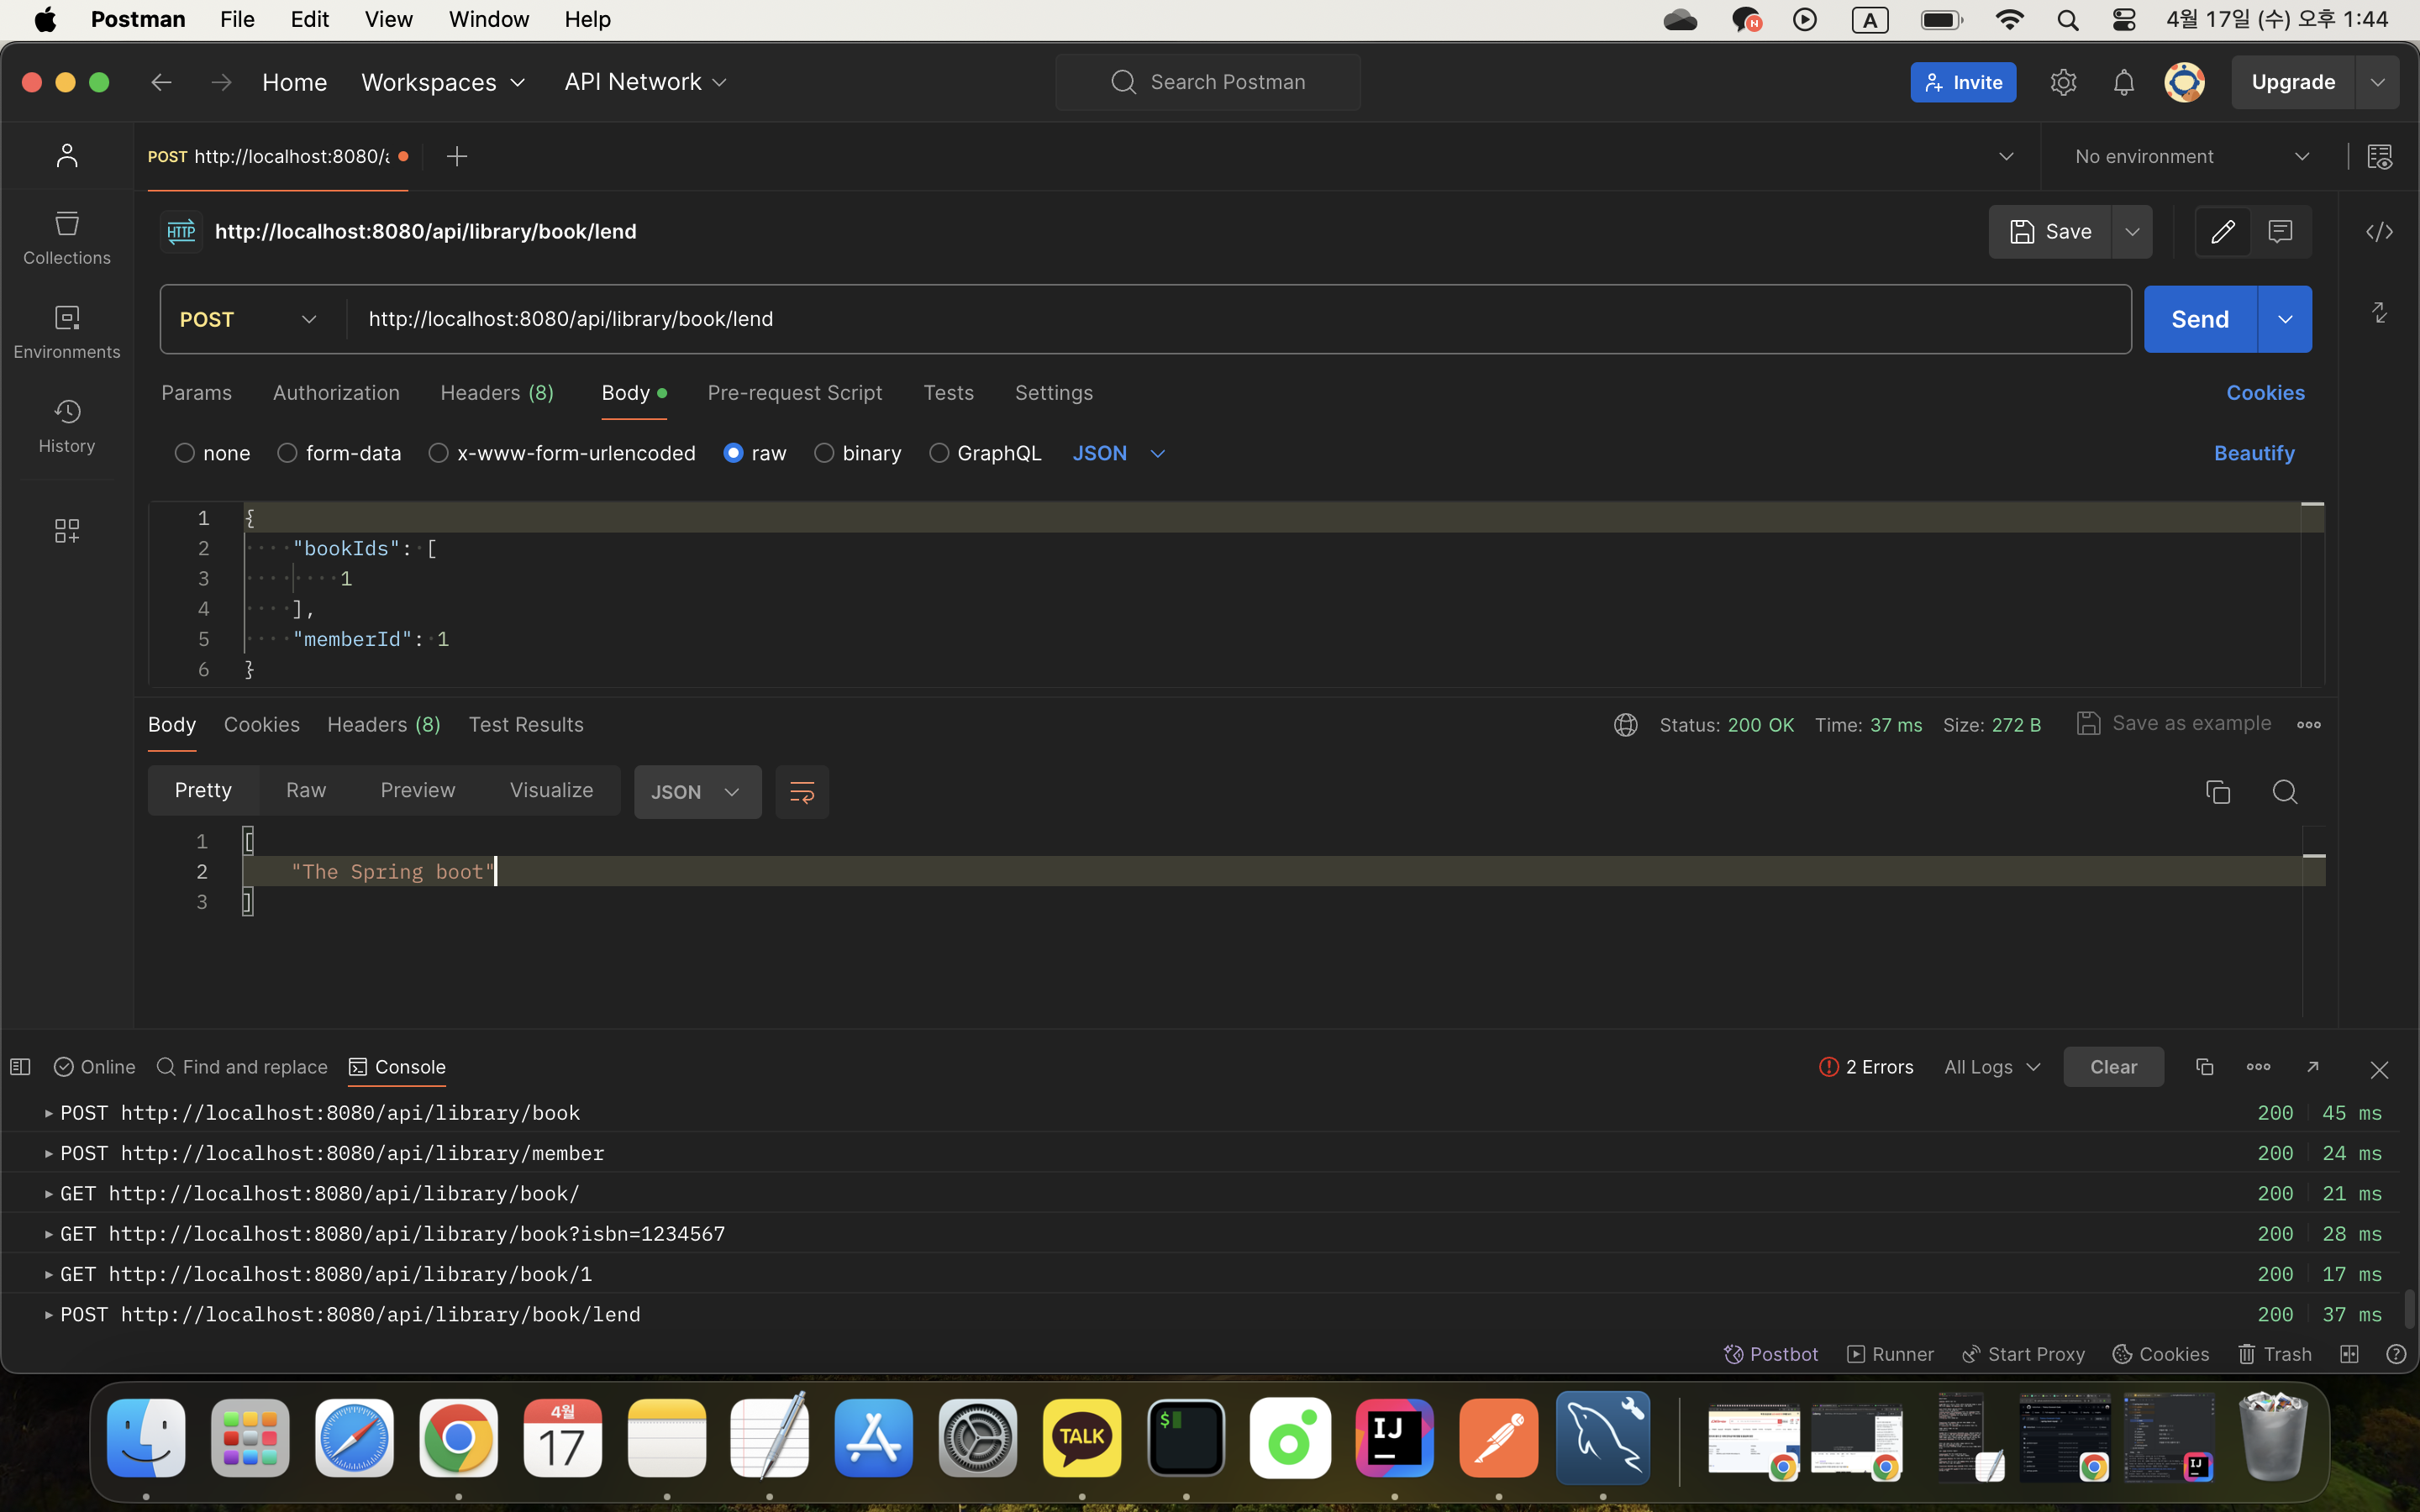 Postman File Edit View Window Help A 4월 17일 (수) 오후 1:44
Home Workspaces API Network Search Postman Invite Upgrade
POST http://localhost:8080/a No environment
HTTP http://localhost:8080/api/library/book/lend Save
Collections
POST http://localhost:8080/api/library/book/lend Send
Environments
Params Authorization Headers (8) Body Pre-request Script Tests Settings Cookies
History
none form-data x-www-form-urlencoded raw binary GraphQL JSON Beautify
1 {
2 "bookIds": [
3 1
4 ],
5 "memberId": 1
6 }
Body Cookies Headers (8) Test Results Status: 200 OK Time: 37 ms Size: 272 B Save as example
Pretty Raw Preview Visualize JSON
1 [
2 "The Spring boot"
3 ]
Online Find and replace Console 2 Errors All Logs Clear
POST http://localhost:8080/api/library/book 200 45 ms
POST http://localhost:8080/api/library/member 200 24 ms
GET http://localhost:8080/api/library/book/ 200 21 ms
GET http://localhost:8080/api/library/book?isbn=1234567 200 28 ms
GET http://localhost:8080/api/library/book/1 200 17 ms
POST http://localhost:8080/api/library/book/lend 200 37 ms
Postbot Runner Start Proxy Cookies Trash
4월
17 TALK $ IJ IJ